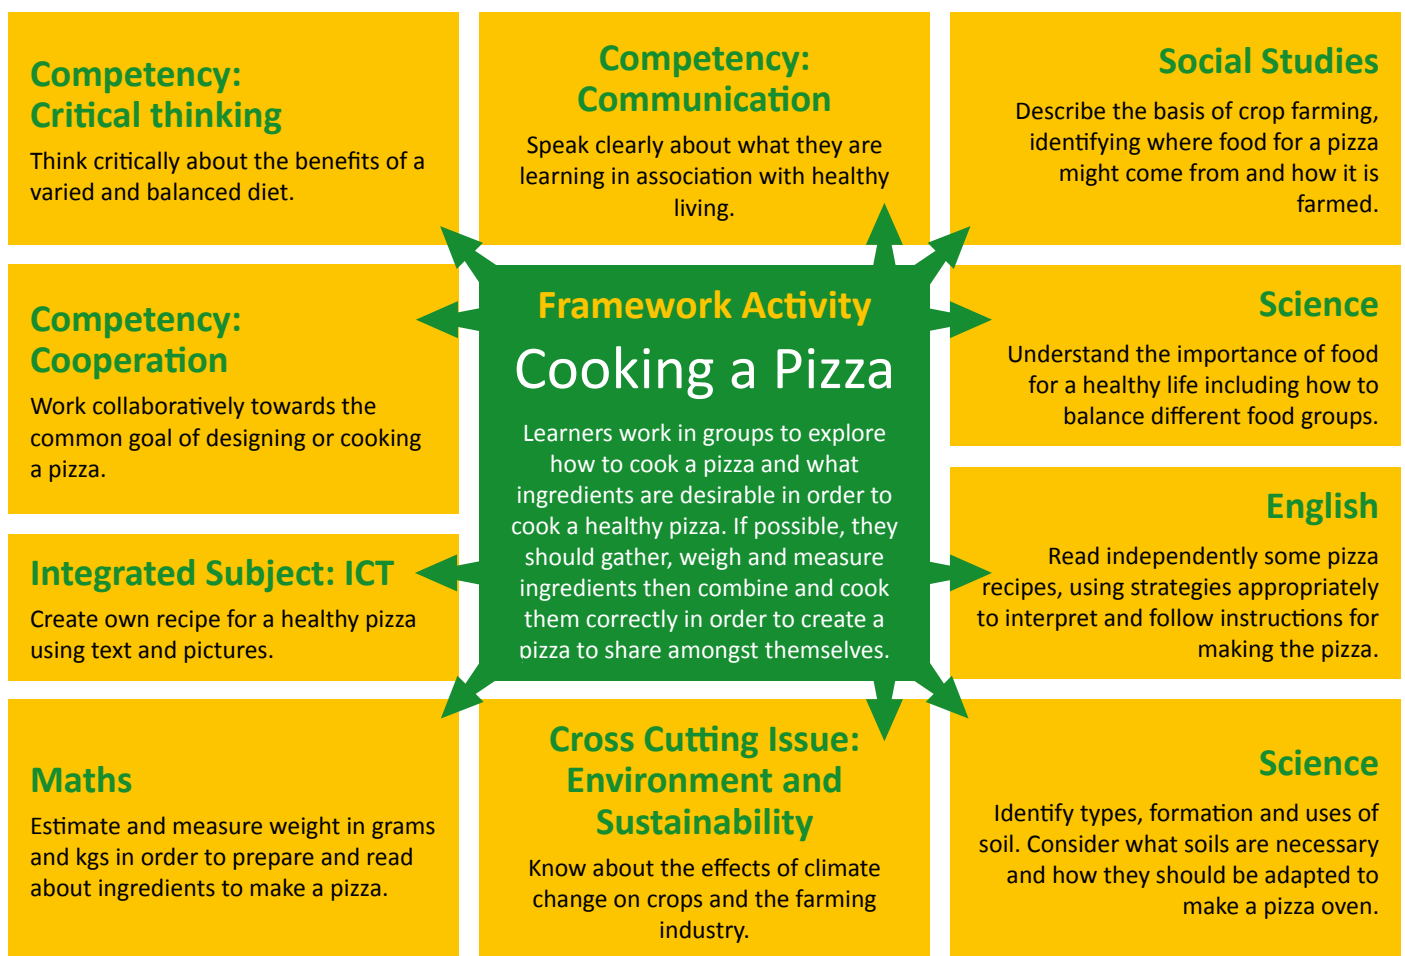 Competency:
Critical thinking
Think critically about the benefits of a
varied and balanced diet.
Competency:
Communication
Speak clearly about what they are
learning in association with healthy
living.
Social Studies
Describe the basis of crop farming,
identifying where food for a pizza
might come from and how it is
farmed.
Competency:
Cooperation
Work collaboratively towards the
common goal of designing or cooking
a pizza.
Framework Activity
Cooking a Pizza
Learners work in groups to explore
how to cook a pizza and what
ingredients are desirable in order to
cook a healthy pizza. If possible, they
should gather, weigh and measure
ingredients then combine and cook
them correctly in order to create a
pizza to share amongst themselves.
Science
Understand the importance of food
for a healthy life including how to
balance different food groups.
Integrated Subject: ICT
Create own recipe for a healthy pizza
using text and pictures.
English
Read independently some pizza
recipes, using strategies appropriately
to interpret and follow instructions for
making the pizza.
Maths
Estimate and measure weight in grams
and kgs in order to prepare and read
about ingredients to make a pizza.
Cross Cutting Issue:
Environment and
Sustainability
Know about the effects of climate
change on crops and the farming
industry.
Science
Identify types, formation and uses of
soil. Consider what soils are necessary
and how they should be adapted to
make a pizza oven.